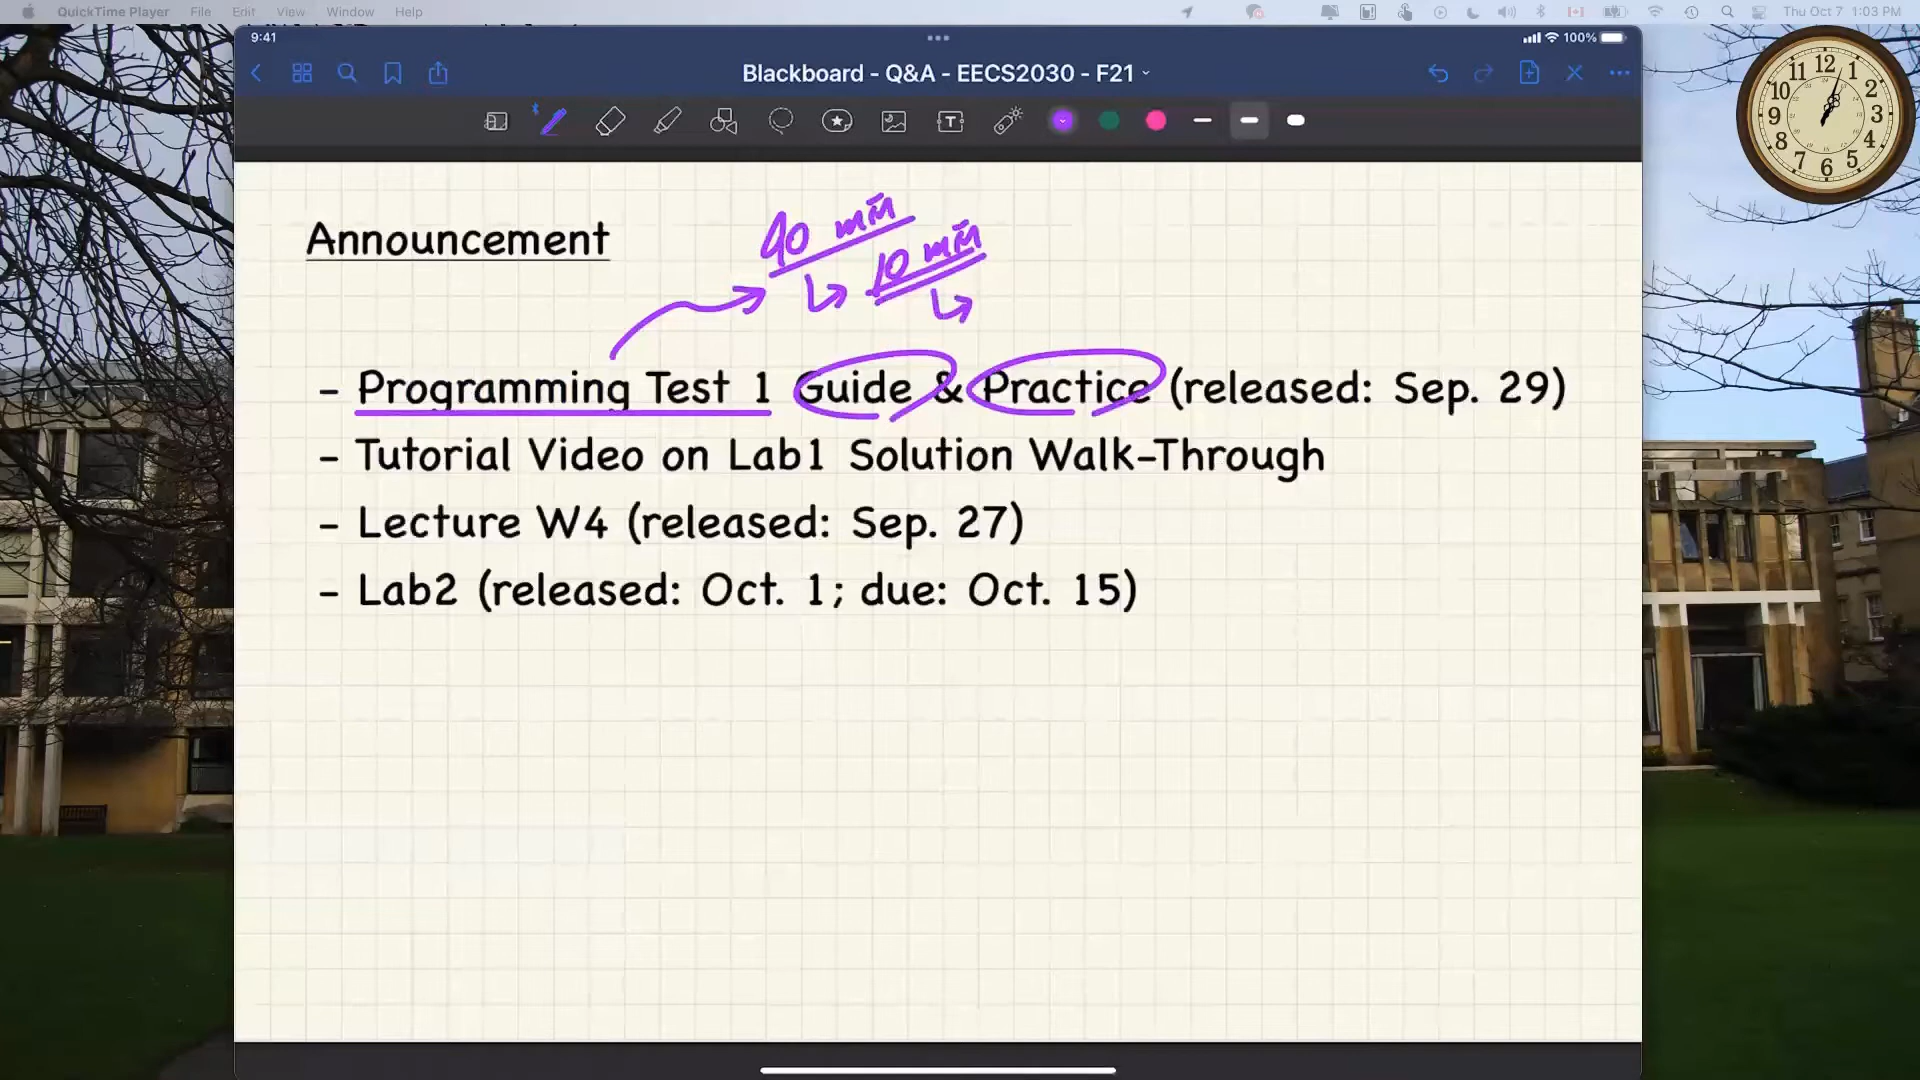 QuickTime Player File Edit View Window Help Thu Oct 7 1:03 PM
9:41 100%
Blackboard - Q&A - EECS2030 - F21
Announcement
min
10 min
- Programming Test 1 Guide & Practice (released: Sep. 29)
- Tutorial Video on Lab1 Solution Walk-Through
- Lecture W4 (released: Sep. 27)
- Lab2 (released: Oct. 1; due: Oct. 15)
12 1 2 3 4 5 6 7 8 9 10 11